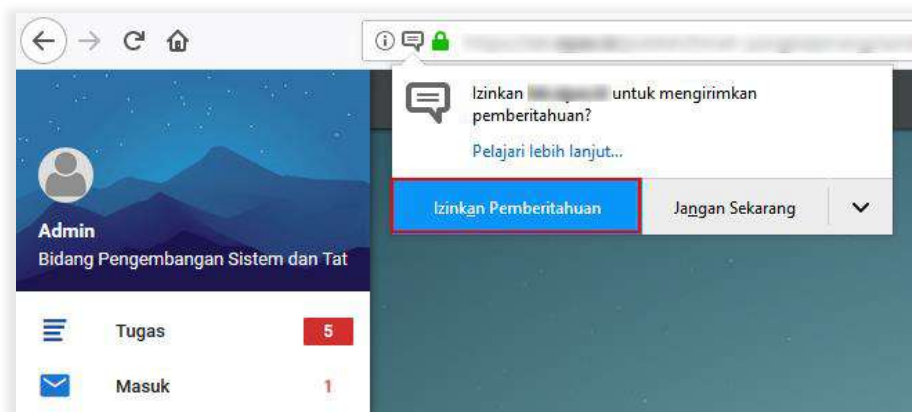 Izinkan untuk mengirimkan
pemberitahuan?
Pelajari lebih lanjut...
Izinkan Pemberitahuan
Jangan Sekarang
Admin
Bidang Pengembangan Sistem dan Tat
Tugas 5
Masuk 1